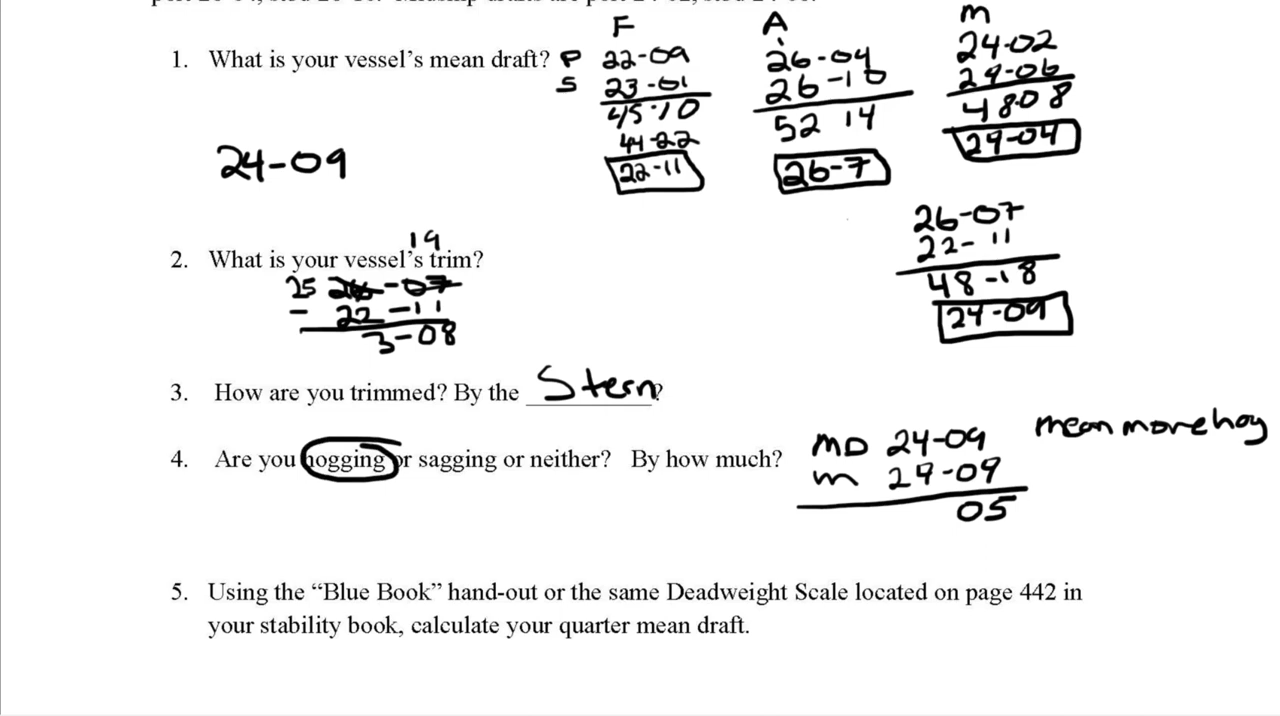 1. What is your vessel's mean draft?
F
P 22-09
S 23-01
45-10
44-22
22-11
A
26-04
26-10
52 14
26-7
M
24-02
24-06
48-08
24-04
24-09
26-07
22-11
48-18
24-09
2. What is your vessel's trim?
19
25 26-07
- 22-11
3-08
3. How are you trimmed? By the Stern?
4. Are you hogging or sagging or neither? By how much?
MD 24-09
m 24-09
05
mean more hog
5. Using the “Blue Book” hand-out or the same Deadweight Scale located on page 442 in
your stability book, calculate your quarter mean draft.